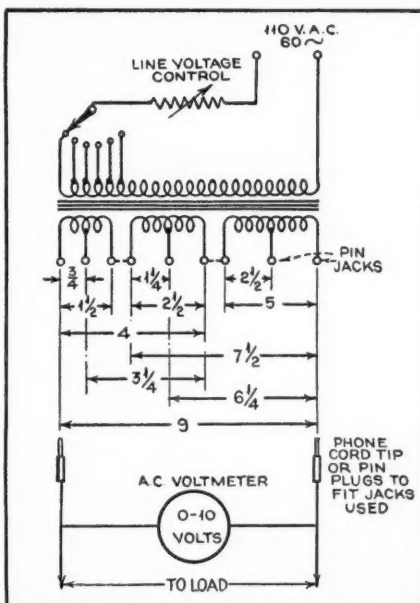 110 V. A.C.
60 ~
LINE VOLTAGE
CONTROL
PIN
JACKS
3/4
1 1/4
2 1/2
1 1/2
2 1/2
5
4
7 1/2
3 1/4
6 1/4
9
PHONE
CORD TIP
OR PIN
PLUGS TO
FIT JACKS
USED
A.C. VOLTMETER
0-10
VOLTS
TO LOAD